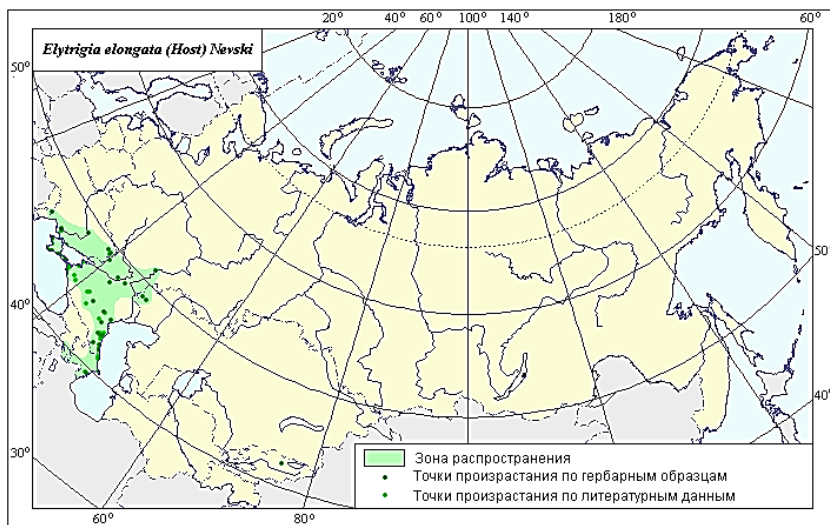 20° 40° 60° 100° 140° 180° 60°
Elytrigia elongata (Host) Nevski
50°
40°
30°
50°
40°
Зона распространения
Точки произрастания по гербарным образцам
Точки произрастания по литературным данным
60° 80°